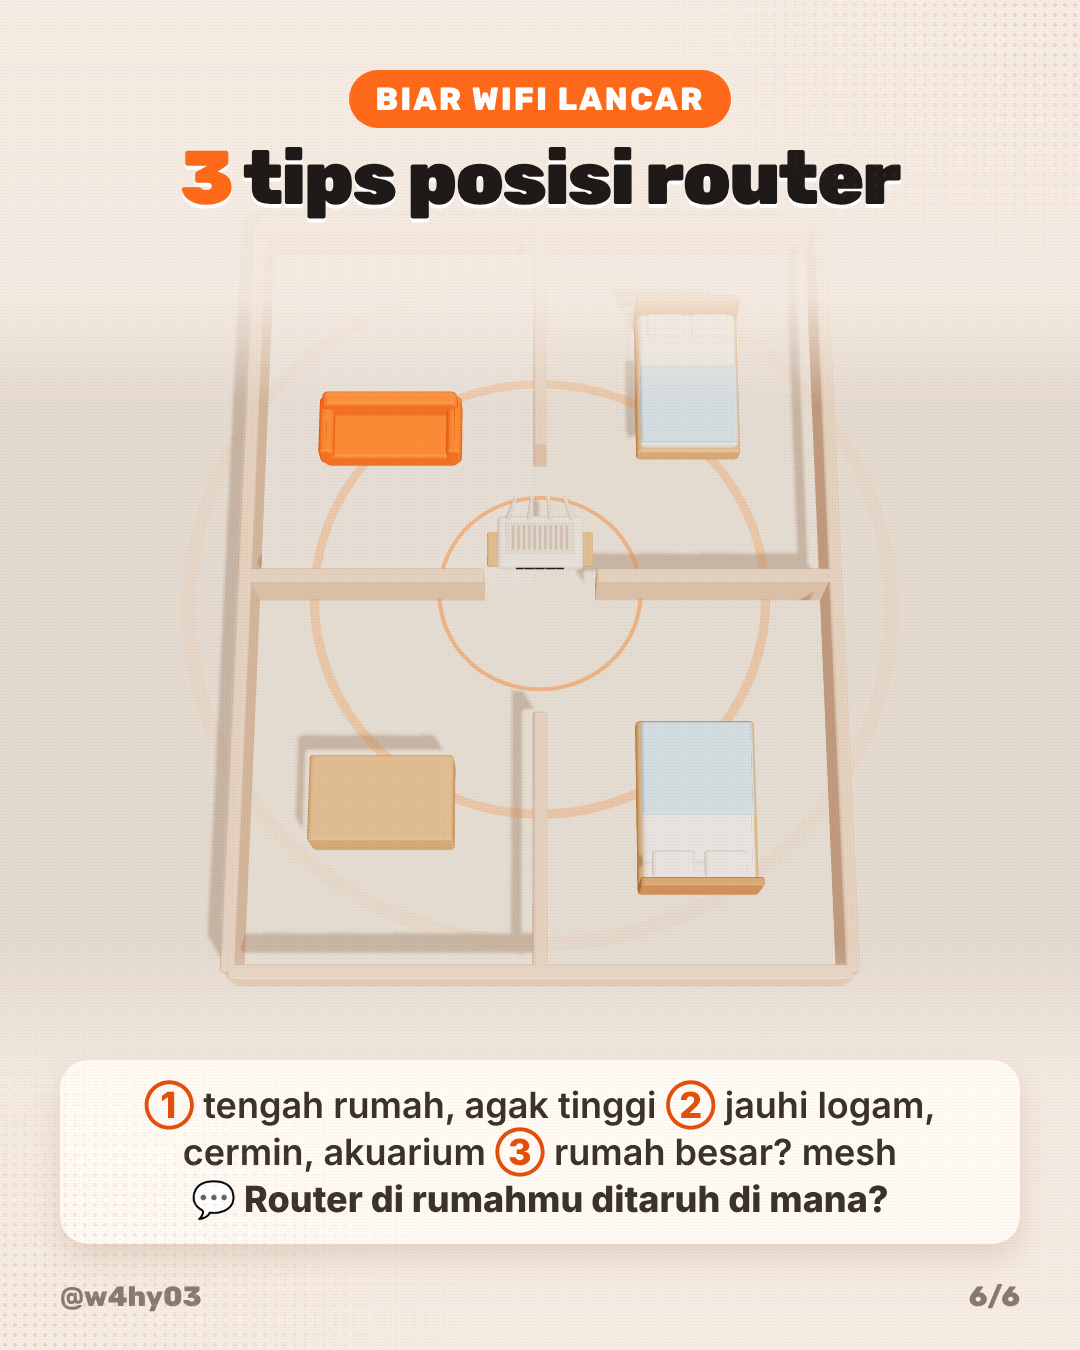 BIAR WIFI LANCAR
3 tips posisi router
① tengah rumah, agak tinggi ② jauhi logam,
cermin, akuarium ③ rumah besar? mesh
💬 Router di rumahmu ditaruh di mana?
@w4hy03
6/6